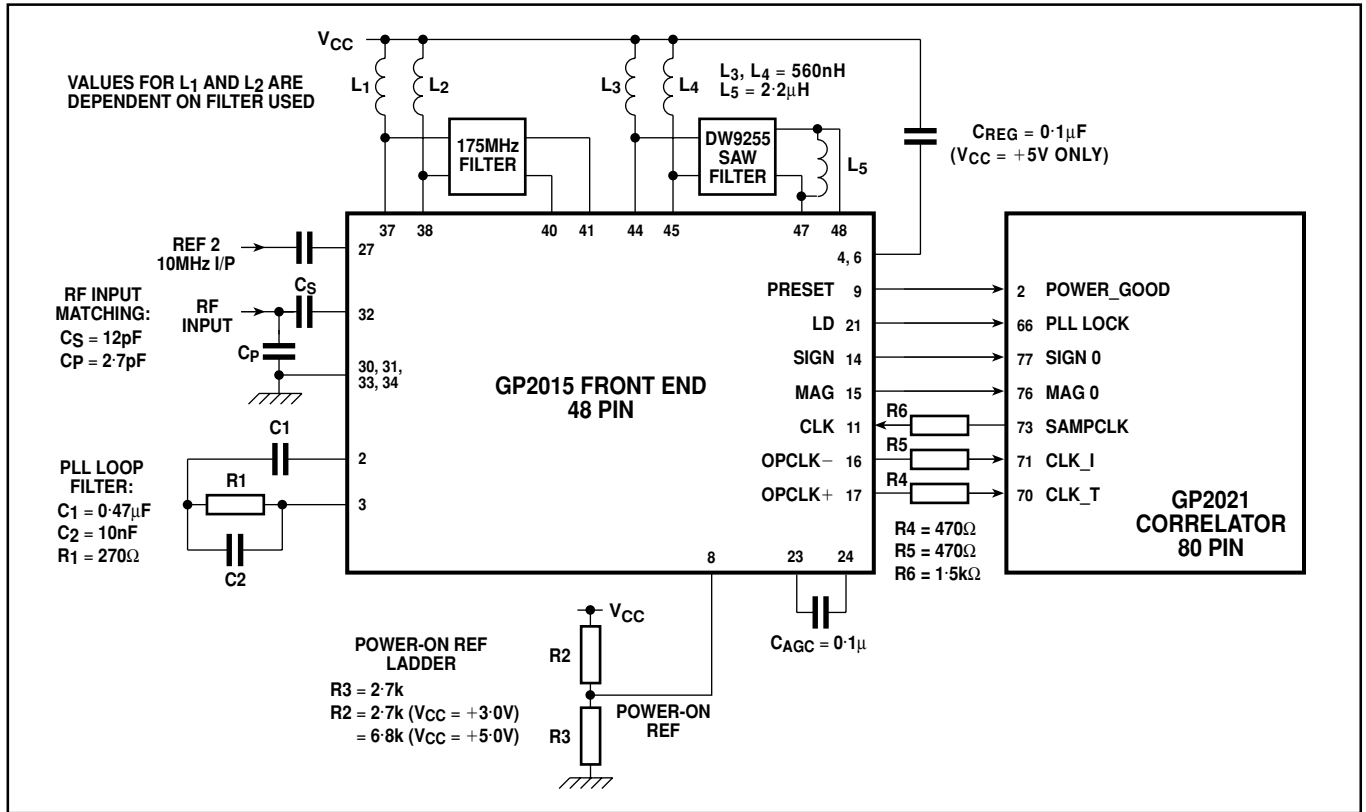 VCC
VALUES FOR L1 AND L2 ARE
DEPENDENT ON FILTER USED
L1
L2
L3
L4
L3, L4 = 560nH
L5 = 2·2µH
175MHz
FILTER
DW9255
SAW
FILTER
L5
CREG = 0·1µF
(VCC = +5V ONLY)
37
38
40
41
44
45
47
48
REF 2
10MHz I/P
27
4, 6
RF INPUT
MATCHING:
CS = 12pF
CP = 2·7pF
RF
INPUT
CS
32
CP
30, 31,
33, 34
GP2015 FRONT END
48 PIN
PRESET 9
LD 21
SIGN 14
MAG 15
CLK 11
OPCLK− 16
OPCLK+ 17
R6
R5
R4
2 POWER_GOOD
66 PLL LOCK
77 SIGN 0
76 MAG 0
73 SAMPCLK
71 CLK_I
70 CLK_T
GP2021
CORRELATOR
80 PIN
R4 = 470Ω
R5 = 470Ω
R6 = 1·5kΩ
PLL LOOP
FILTER:
C1 = 0·47µF
C2 = 10nF
R1 = 270Ω
C1
R1
C2
2
3
8
23
24
CAGC = 0·1µ
VCC
POWER-ON REF
LADDER
R3 = 2·7k
R2 = 2·7k (VCC = +3·0V)
= 6·8k (VCC = +5·0V)
R2
R3
POWER-ON
REF